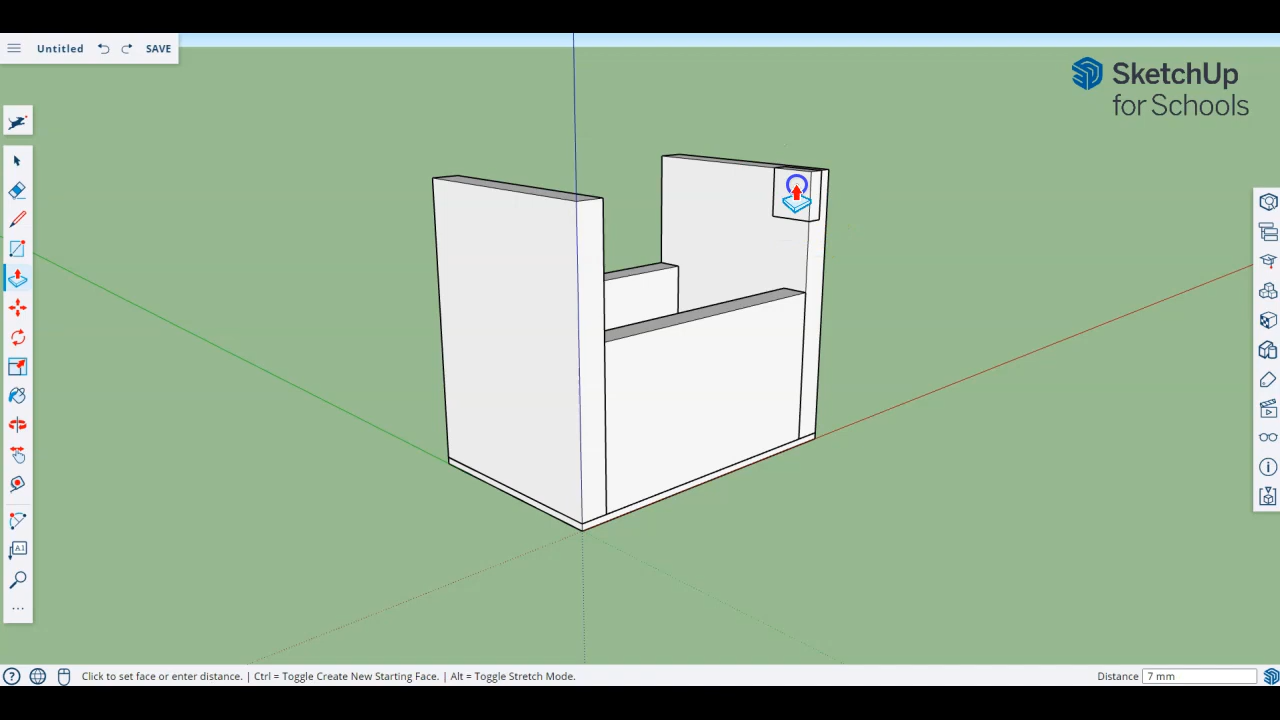 Untitled
SAVE
SketchUp
for Schools
A1
Click to set face or enter distance. | Ctrl = Toggle Create New Starting Face. | Alt = Toggle Stretch Mode.
Distance
7 mm